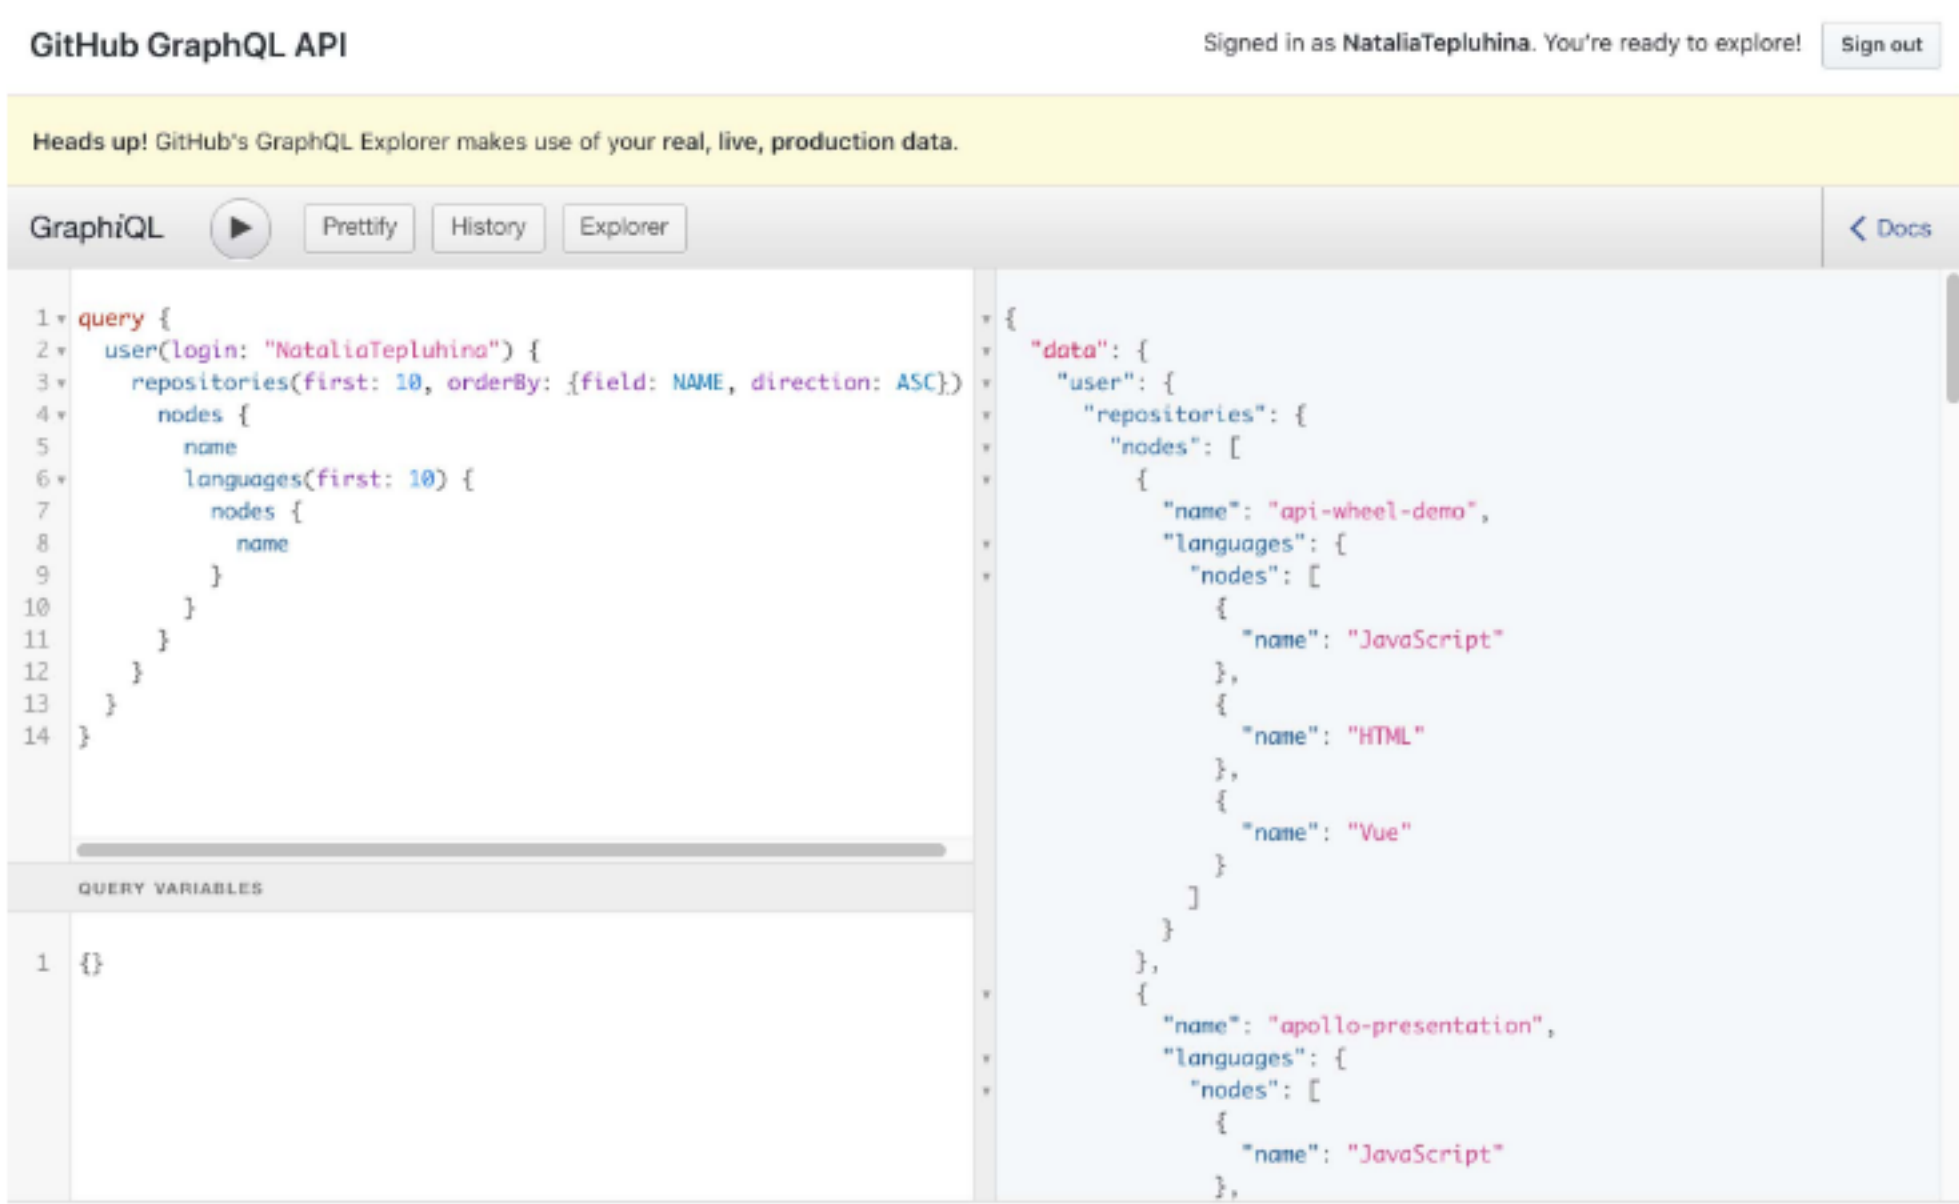 GitHub GraphQL API
Signed in as NataliaTepluhina. You're ready to explore!
Sign out
Heads up! GitHub's GraphQL Explorer makes use of your real, live, production data.
GraphiQL
Prettify
History
Explorer
Docs
1 query {
2 user(login: "NataliaTepluhina") {
3 repositories(first: 10, orderBy: {field: NAME, direction: ASC})
4 nodes {
5 name
6 languages(first: 10) {
7 nodes {
8 name
9 }
10 }
11 }
12 }
13 }
14 }
QUERY VARIABLES
1 {}
{
"data": {
"user": {
"repositories": {
"nodes": [
{
"name": "api-wheel-demo",
"languages": {
"nodes": [
{
"name": "JavaScript"
},
{
"name": "HTML"
},
{
"name": "Vue"
}
]
}
},
{
"name": "apollo-presentation",
"languages": {
"nodes": [
{
"name": "JavaScript"
},